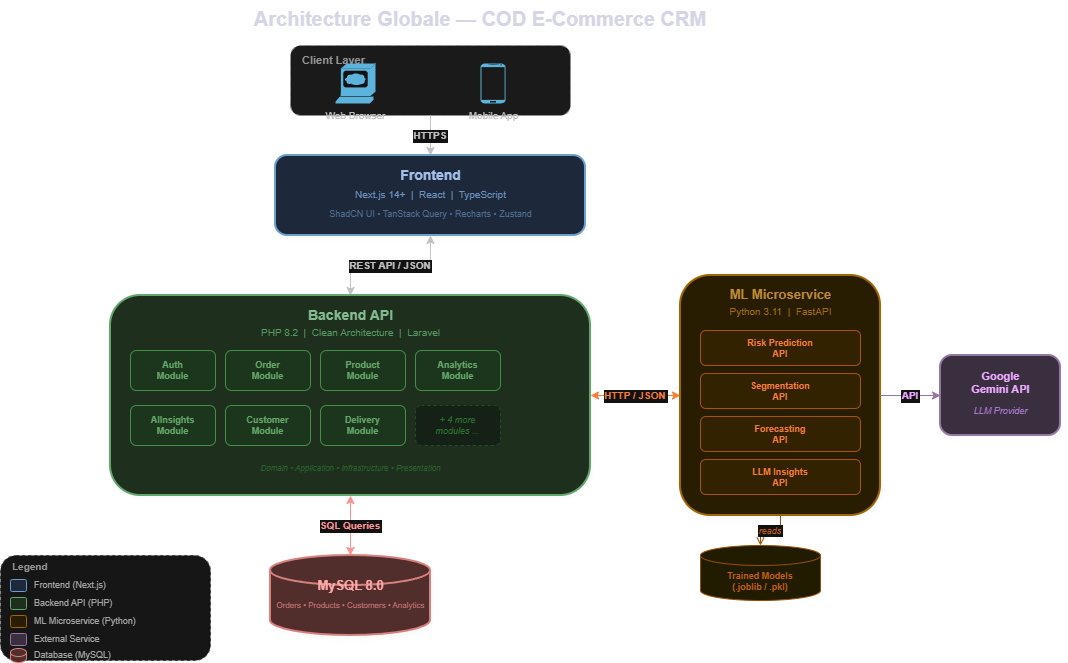 Architecture Globale — COD E-Commerce CRM
Client Layer
Web Browser
Mobile App
HTTPS
Frontend
Next.js 14+ | React | TypeScript
ShadCN UI • TanStack Query • Recharts • Zustand
REST API / JSON
Backend API
PHP 8.2 | Clean Architecture | Laravel
Auth
Module
Order
Module
Product
Module
Analytics
Module
AIInsights
Module
Customer
Module
Delivery
Module
+ 4 more
modules ...
Domain • Application • Infrastructure • Presentation
HTTP / JSON
ML Microservice
Python 3.11 | FastAPI
Risk Prediction
API
Segmentation
API
Forecasting
API
LLM Insights
API
API
Google
Gemini API
LLM Provider
reads
Trained Models
(.joblib / .pkl)
SQL Queries
MySQL 8.0
Orders • Products • Customers • Analytics
Legend
Frontend (Next.js)
Backend API (PHP)
ML Microservice (Python)
External Service
Database (MySQL)